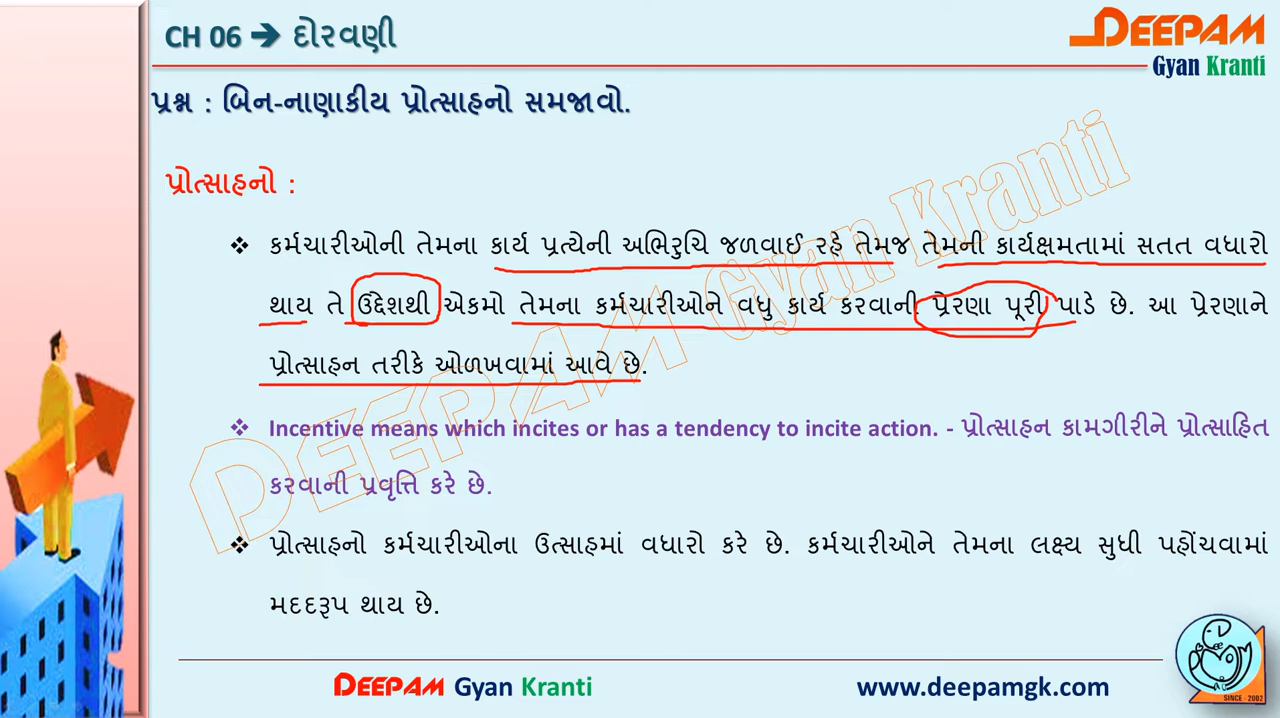 CH 06 → દોરવણી
DEEPAM
Gyan Kranti
પ્રશ્ન : બિન-નાણાકીય પ્રોત્સાહનો સમજાવો.
પ્રોત્સાહનો :
❖ કર્મચારીઓની તેમના કાર્ય પ્રત્યેની અભિરુચિ જળવાઈ રહે તેમજ તેમની કાર્યક્ષમતામાં સતત વધારો
થાય તે ઉદ્દેશથી એકમો તેમના કર્મચારીઓને વધુ કાર્ય કરવાની પ્રેરણા પૂરી પાડે છે. આ પ્રેરણાને
પ્રોત્સાહન તરીકે ઓળખવામાં આવે છે.
❖ Incentive means which incites or has a tendency to incite action. - પ્રોત્સાહન કામગીરીને પ્રોત્સાહિત
કરવાની પ્રવૃત્તિ કરે છે.
❖ પ્રોત્સાહનો કર્મચારીઓના ઉત્સાહમાં વધારો કરે છે. કર્મચારીઓને તેમના લક્ષ્ય સુધી પહોંચવામાં
મદદરૂપ થાય છે.
DEEPAM Gyan Kranti
DEEPAM Gyan Kranti
www.deepamgk.com
SINCE - 2002